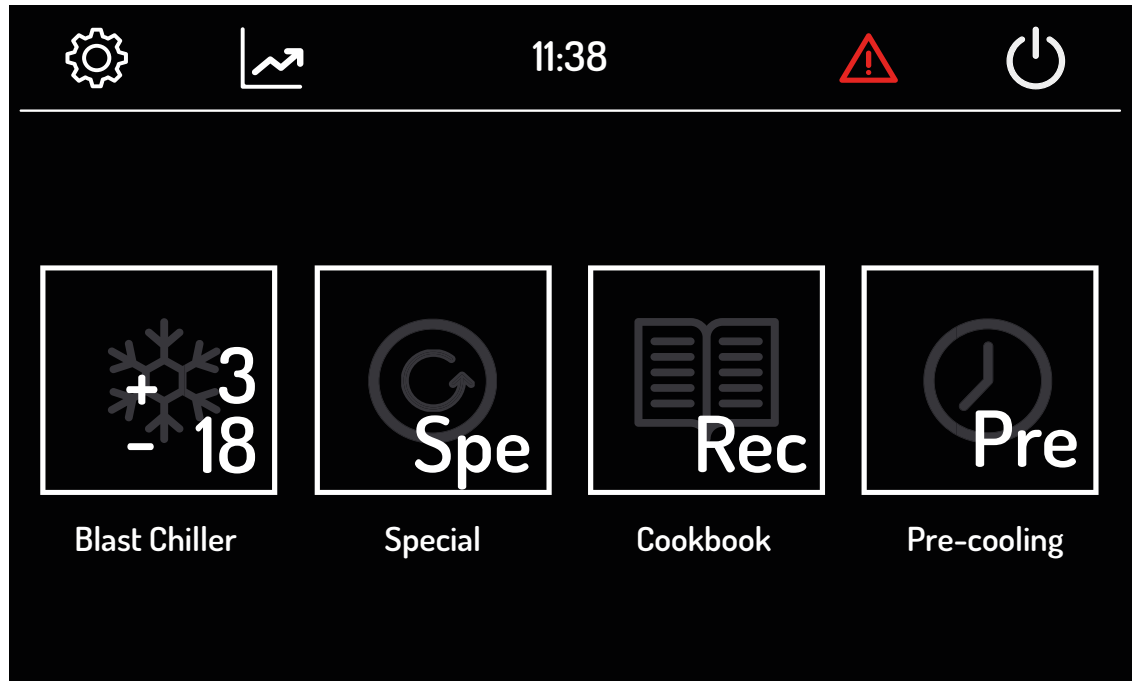 11:38
+ 3
- 18
Spe
Rec
Pre
Blast Chiller
Special
Cookbook
Pre-cooling